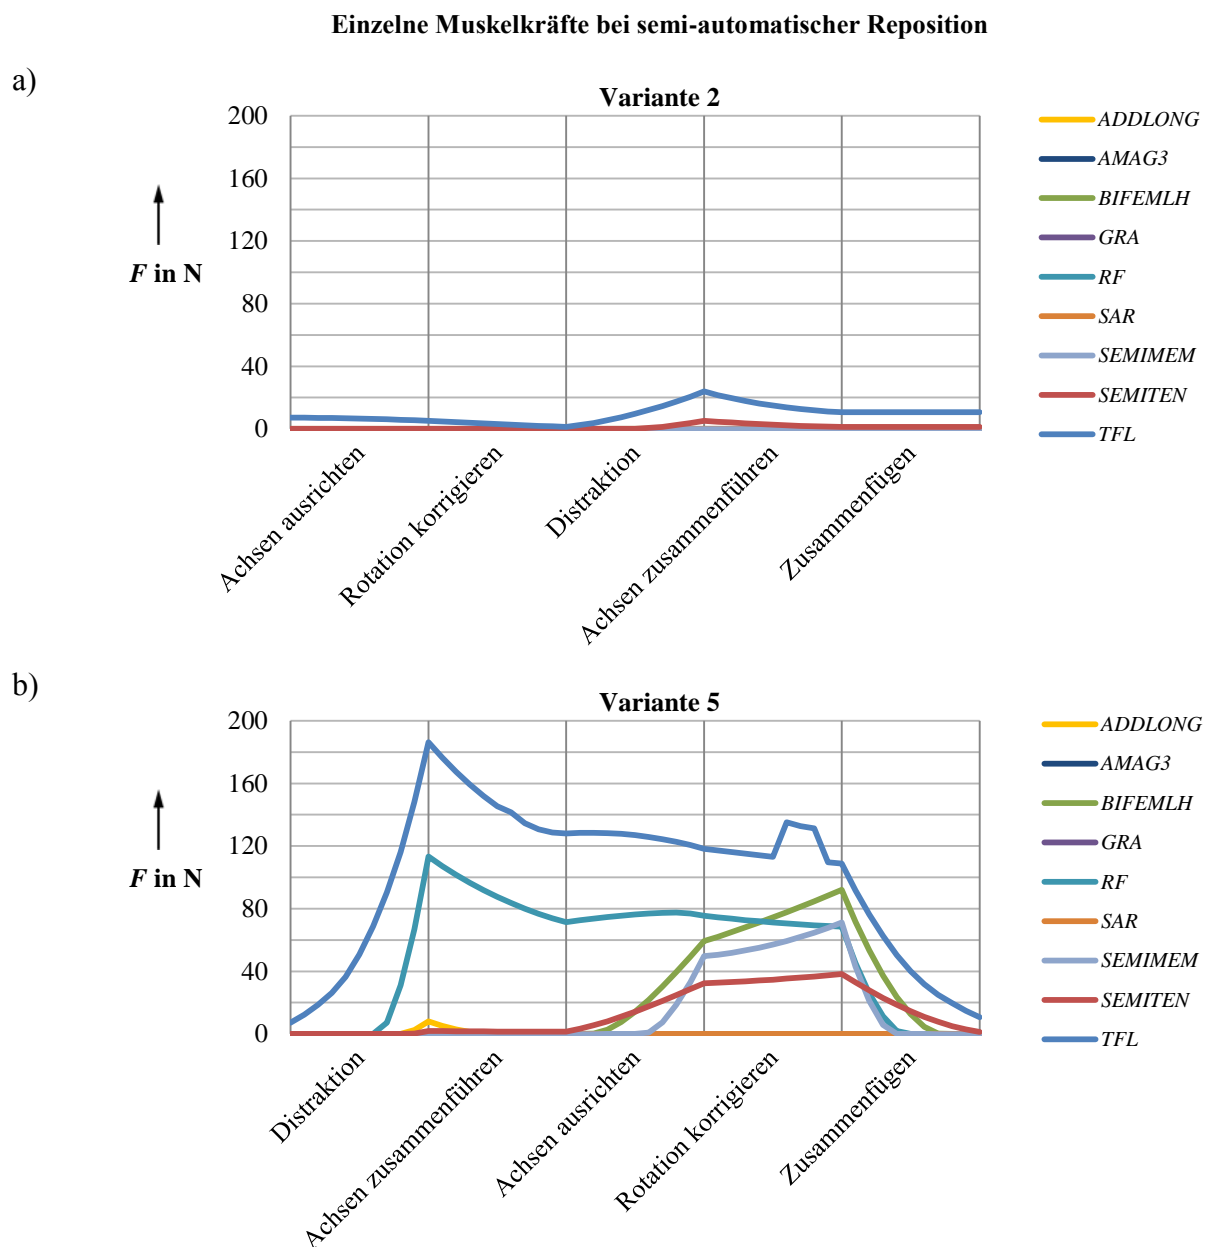 Einzelne Muskelkräfte bei semi-automatischer Reposition
a)
Variante 2
200
160
120
80
40
0
F in N
ADDLONG
AMAG3
BIFEMLH
GRA
RF
SAR
SEMIMEM
SEMITEN
TFL
Achsen ausrichten
Rotation korrigieren
Distraktion
Achsen zusammenführen
Zusammenfügen
b)
Variante 5
200
160
120
80
40
0
F in N
ADDLONG
AMAG3
BIFEMLH
GRA
RF
SAR
SEMIMEM
SEMITEN
TFL
Distraktion
Achsen zusammenführen
Achsen ausrichten
Rotation korrigieren
Zusammenfügen